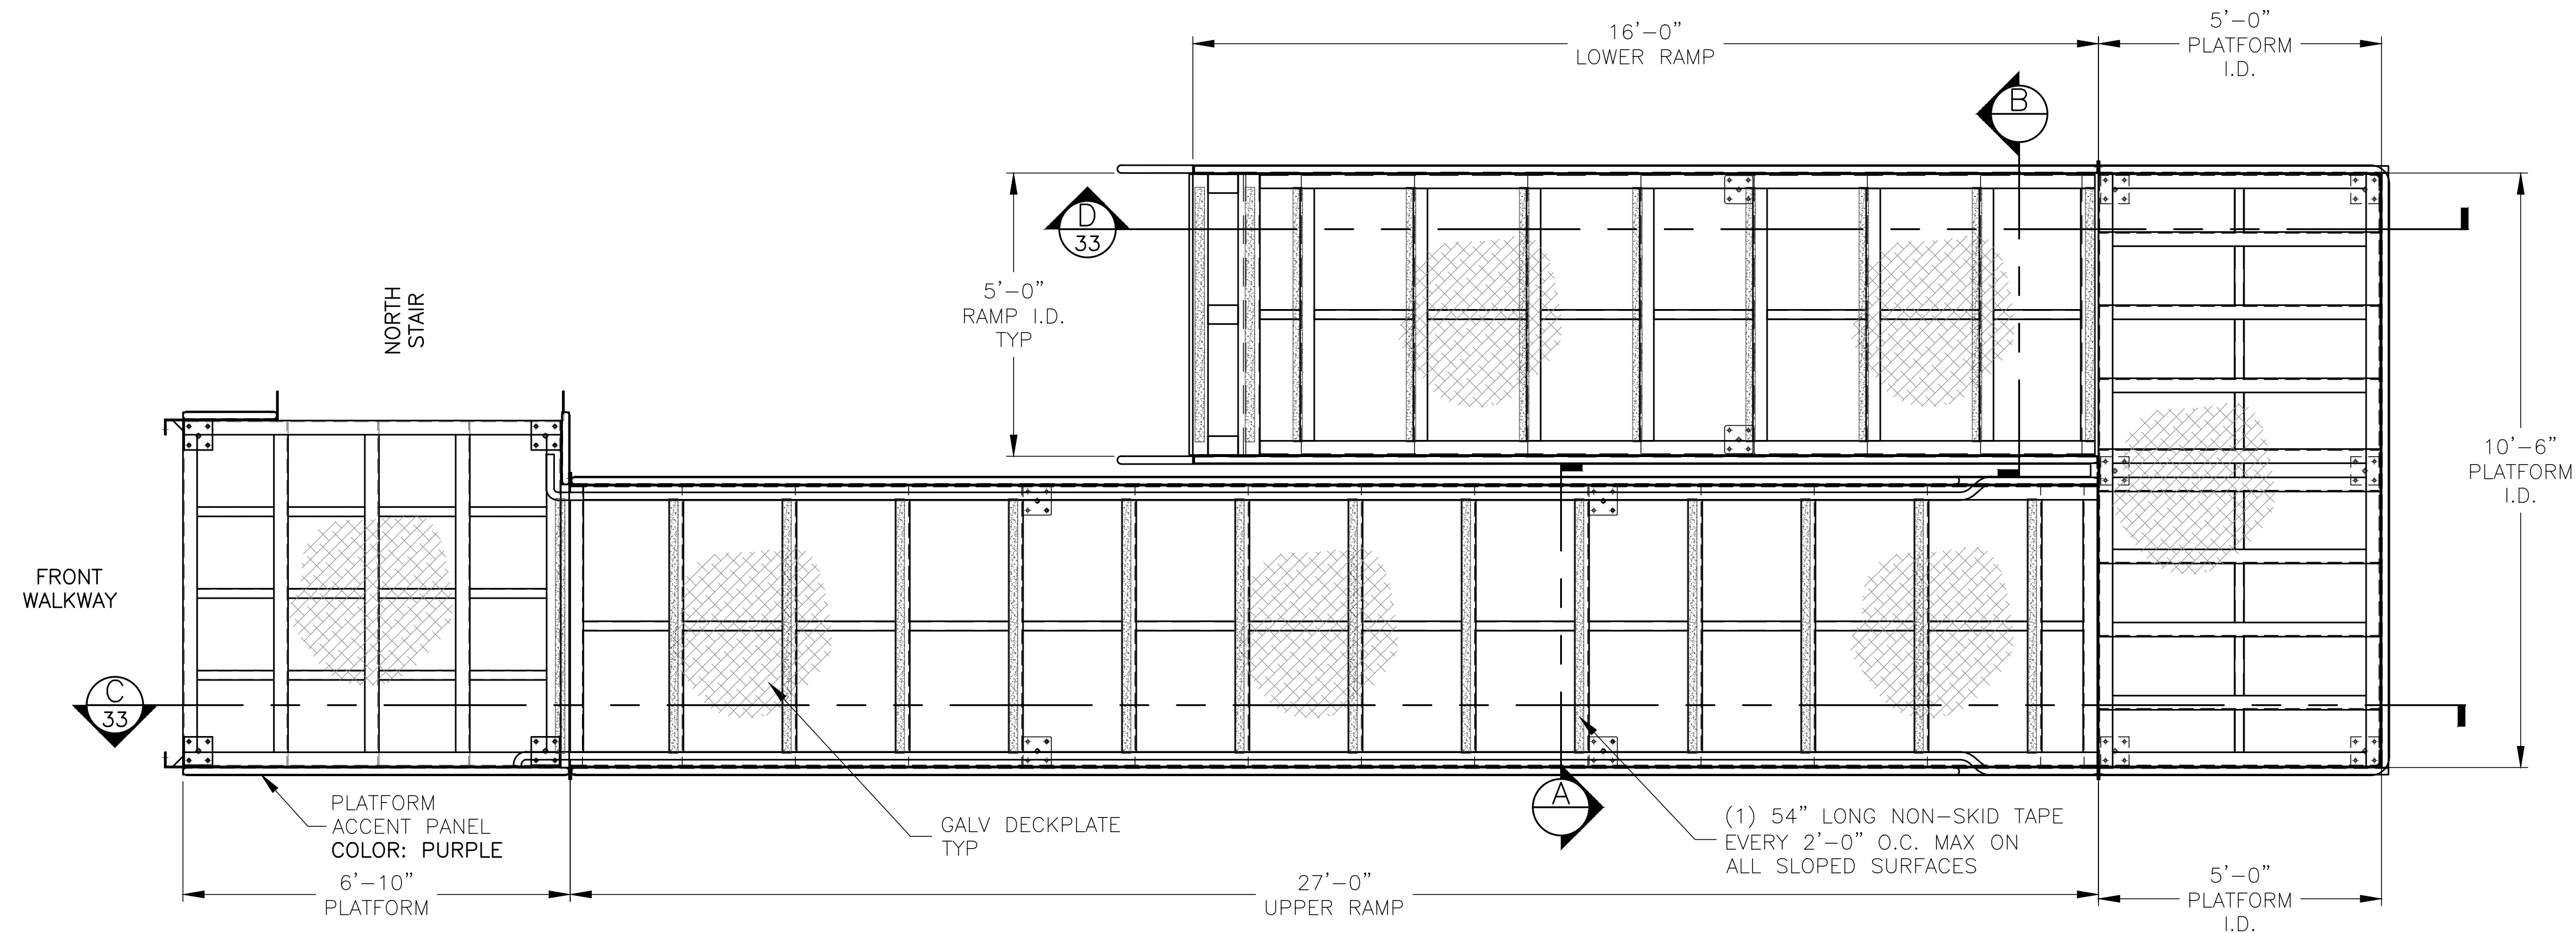 16'-0"
LOWER RAMP
5'-0"
PLATFORM
I.D.
B
D
33
5'-0"
RAMP I.D.
TYP
NORTH
STAIR
10'-6"
PLATFORM
I.D.
FRONT
WALKWAY
C
33
A
PLATFORM
ACCENT PANEL
COLOR: PURPLE
GALV DECKPLATE
TYP
(1) 54" LONG NON-SKID TAPE
EVERY 2'-0" O.C. MAX ON
ALL SLOPED SURFACES
6'-10"
PLATFORM
27'-0"
UPPER RAMP
5'-0"
PLATFORM
I.D.